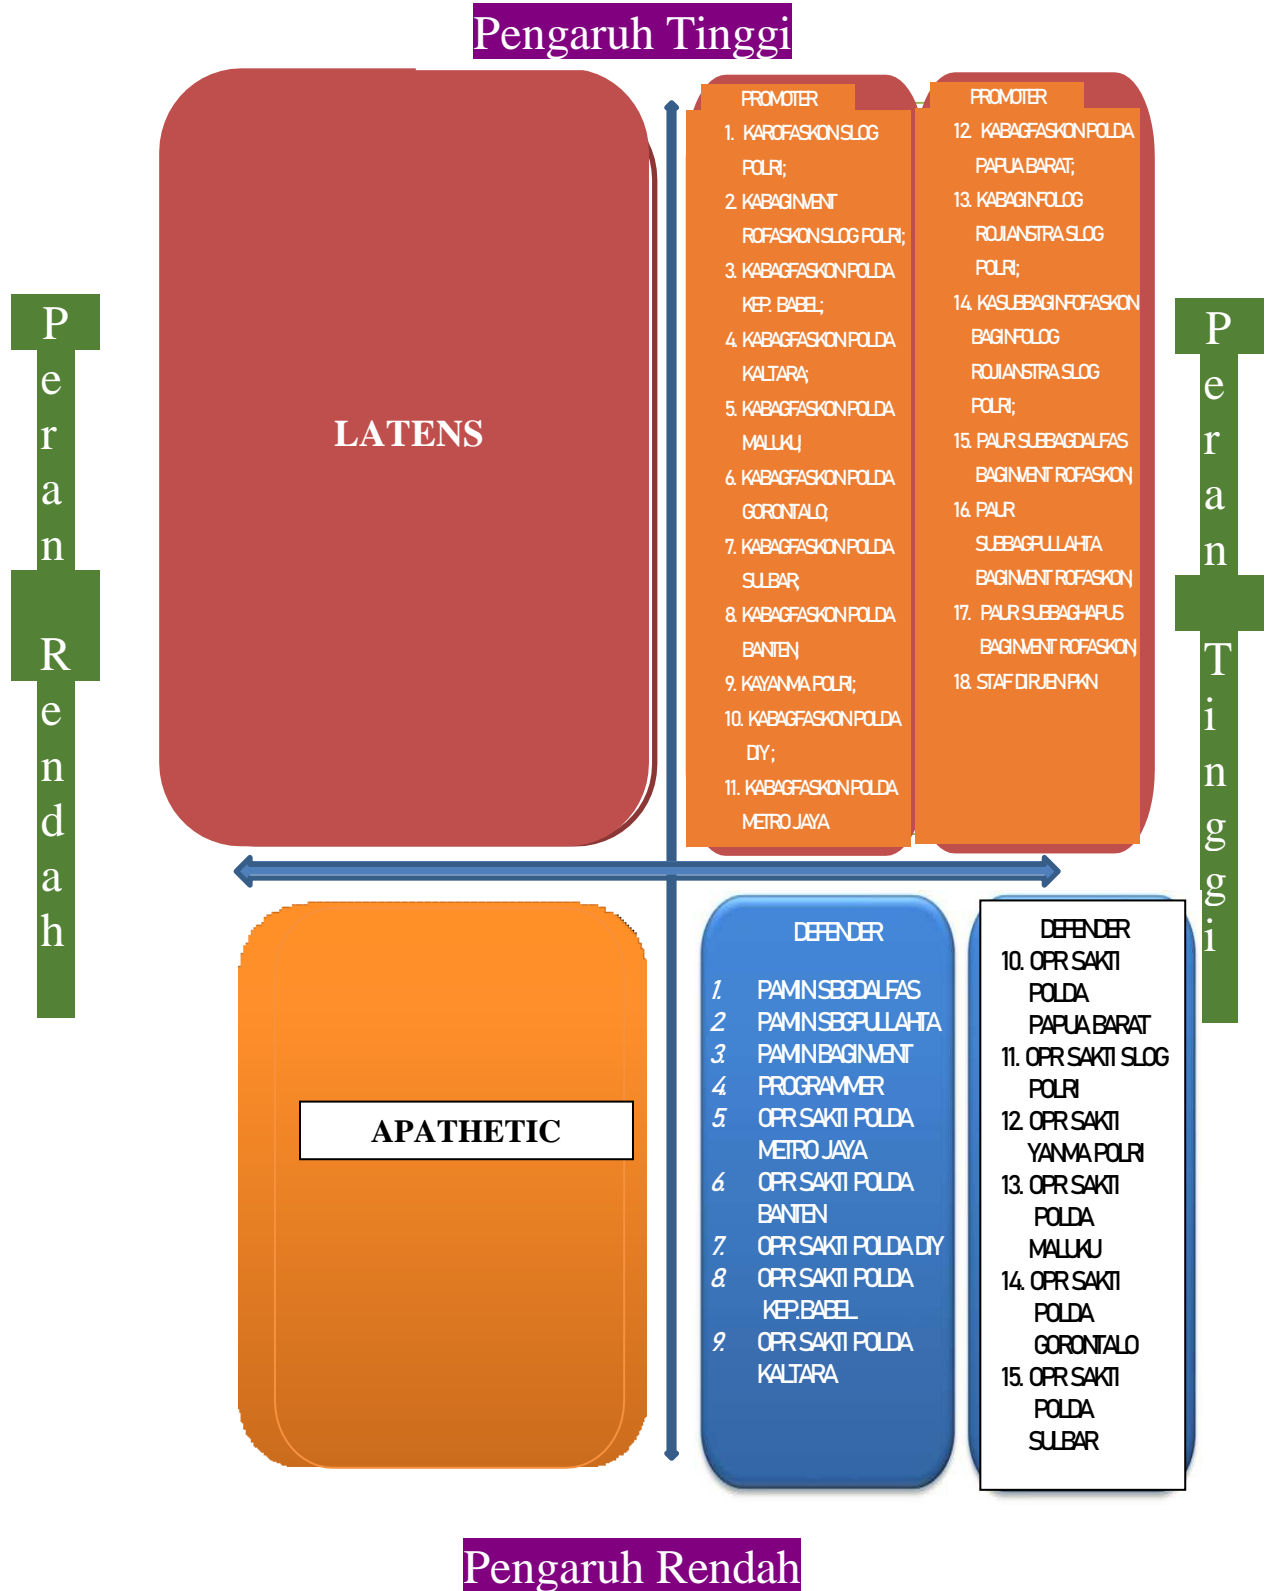 Pengaruh Tinggi
Peran Rendah
LATENS
PROMOTER
1. KAROFASKON SLOG
POLRI;
2. KABAGINVENT
ROFASKON SLOG POLRI;
3. KABAGFASKON POLDA
KEP. BABEL;
4. KABAGFASKON POLDA
KALTARA;
5. KABAGFASKON POLDA
MALUKU;
6. KABAGFASKON POLDA
GORONTALO;
7. KABAGFASKON POLDA
SULBAR;
8. KABAGFASKON POLDA
BANTEN;
9. KAYANMA POLRI;
10. KABAGFASKON POLDA
DIY;
11. KABAGFASKON POLDA
METRO JAYA
PROMOTER
12. KABAGFASKON POLDA
PAPUA BARAT;
13. KABAGINFOLOG
ROJIANSTRA SLOG
POLRI;
14. KASUBBAGINFOFASKON
BAGINFOLOG
ROJIANSTRA SLOG
POLRI;
15. PAUR SUBBAGDALFAS
BAGINVENT ROFASKON;
16. PAUR
SUBBAGPULLAHTA
BAGINVENT ROFASKON;
17. PAUR SUBBAGHAPUS
BAGINVENT ROFASKON;
18. STAF DIRJEN PKN
Peran Tinggi
APATHETIC
DEFENDER
1. PAMIN SBGDALFAS
2. PAMIN SBGPULLAHTA
3. PAMIN BAGINVENT
4. PROGRAMMER
5. OPR SAKTI POLDA
METRO JAYA
6. OPR SAKTI POLDA
BANTEN
7. OPR SAKTI POLDA DIY
8. OPR SAKTI POLDA
KEP.BABEL
9. OPR SAKTI POLDA
KALTARA
DEFENDER
10. OPR SAKTI
POLDA
PAPUA BARAT
11. OPR SAKTI SLOG
POLRI
12. OPR SAKTI
YANMA POLRI
13. OPR SAKTI
POLDA
MALUKU
14. OPR SAKTI
POLDA
GORONTALO
15. OPR SAKTI
POLDA
SULBAR
Pengaruh Rendah